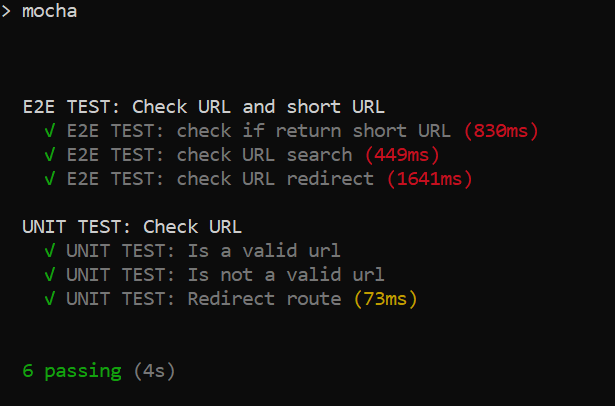 > mocha
E2E TEST: Check URL and short URL
√ E2E TEST: check if return short URL (830ms)
√ E2E TEST: check URL search (449ms)
√ E2E TEST: check URL redirect (1641ms)
UNIT TEST: Check URL
√ UNIT TEST: Is a valid url
√ UNIT TEST: Is not a valid url
√ UNIT TEST: Redirect route (73ms)
6 passing (4s)